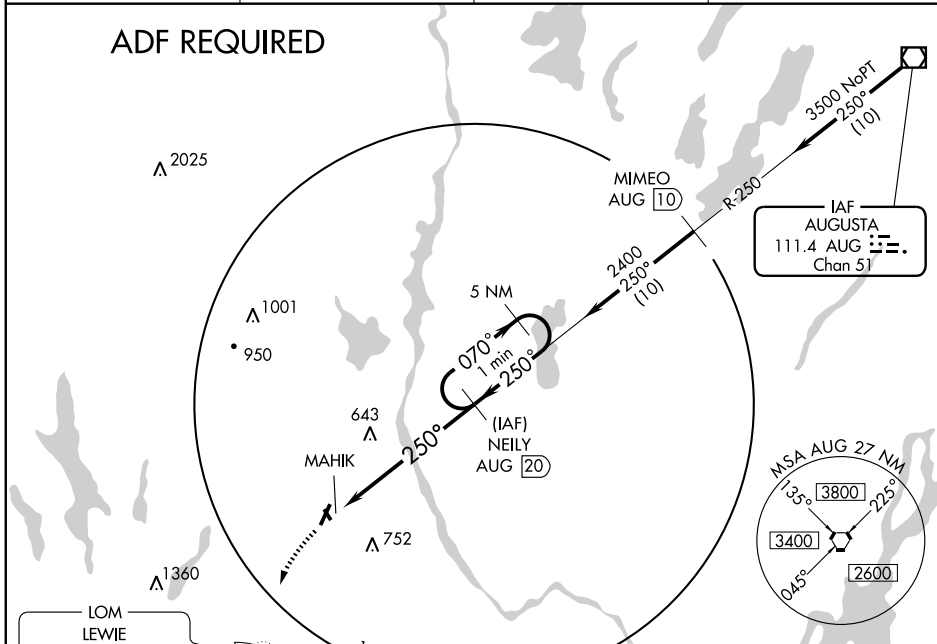 ADF REQUIRED
3500 NoPT
250°
(10)
2025
MIMEO
AUG 10
R-250
IAF
AUGUSTA
111.4 AUG
Chan 51
2400
250°
(10)
5 NM
1001
950
070°
1 min
250°
(IAF)
NEILY
AUG 20
643
250°
MAHIK
752
MSA AUG 27 NM
135°
3800
225°
3400
045°
2600
1360
LOM
LEWIE